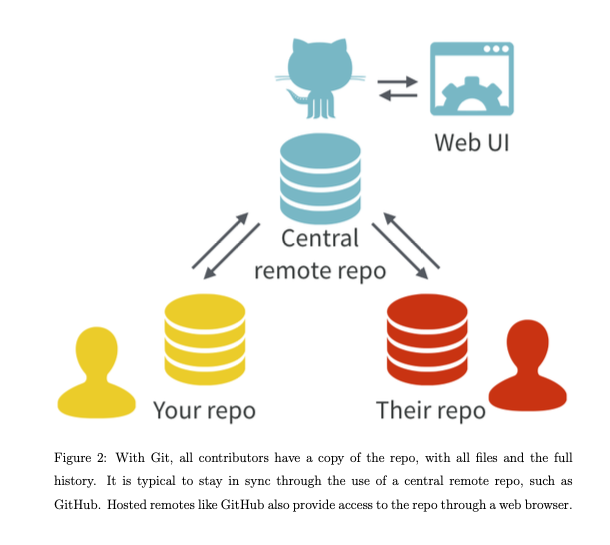 Web UI
Central
remote repo
Your repo
Their repo
Figure 2: With Git, all contributors have a copy of the repo, with all files and the full
history. It is typical to stay in sync through the use of a central remote repo, such as
GitHub. Hosted remotes like GitHub also provide access to the repo through a web browser.